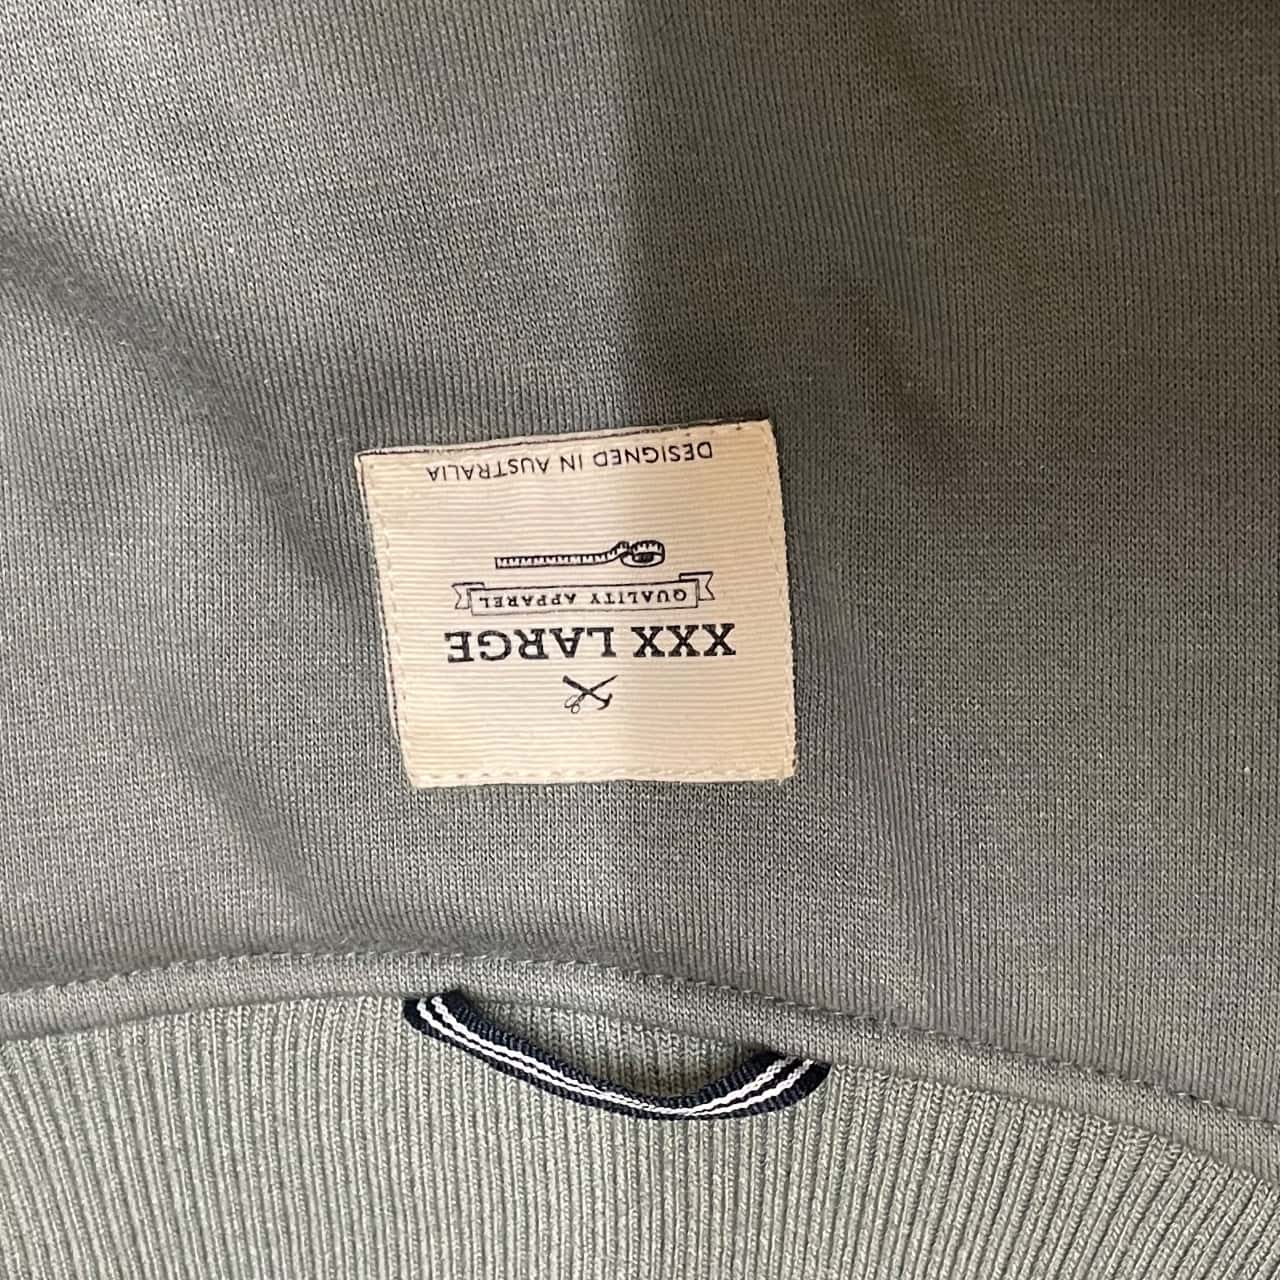 XXX LARGE
QUALITY APPAREL
DESIGNED IN AUSTRALIA